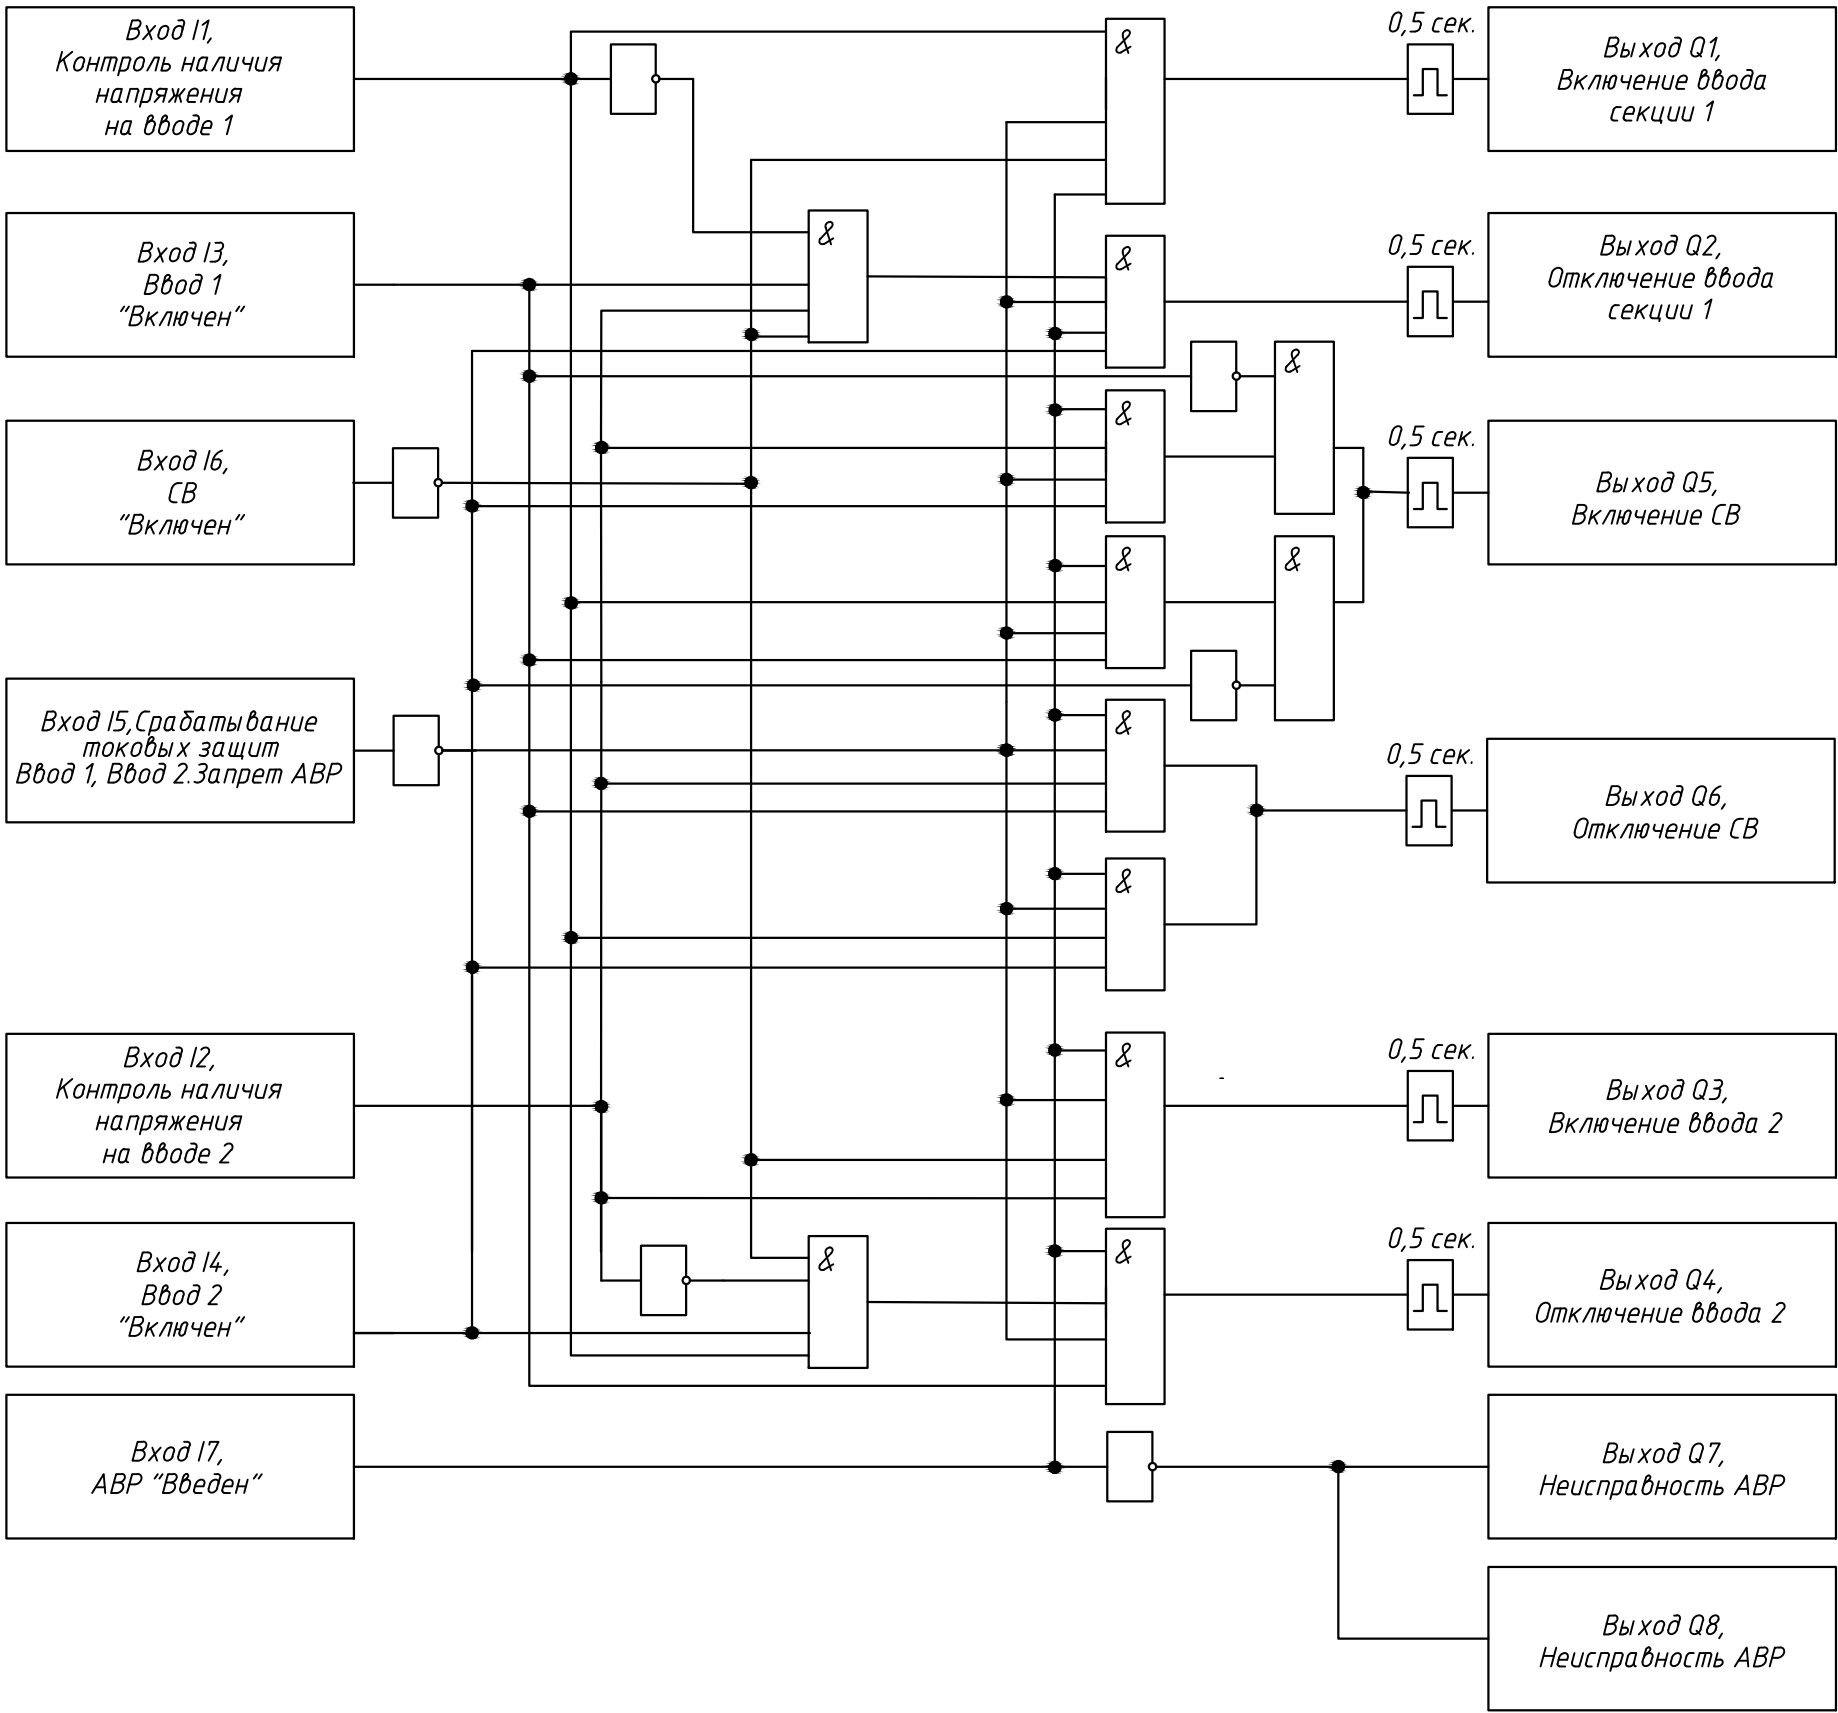 Вход I1,
Контроль наличия
напряжения
на вводе 1
&
0,5 сек.
Выход Q1,
Включение ввода
секции 1
Вход I3,
Ввод 1
"Включен"
&
&
0,5 сек.
Выход Q2,
Отключение ввода
секции 1
Вход I6,
СВ
"Включен"
&
&
0,5 сек.
Выход Q5,
Включение СВ
&
&
Вход I5,Срабатывание
токовых защит
Ввод 1, Ввод 2.Запрет АВР
&
0,5 сек.
Выход Q6,
Отключение СВ
&
Вход I2,
Контроль наличия
напряжения
на вводе 2
&
0,5 сек.
Выход Q3,
Включение ввода 2
Вход I4,
Ввод 2
"Включен"
&
&
0,5 сек.
Выход Q4,
Отключение ввода 2
Вход I7,
АВР "Введен"
Выход Q7,
Неисправность АВР
Выход Q8,
Неисправность АВР